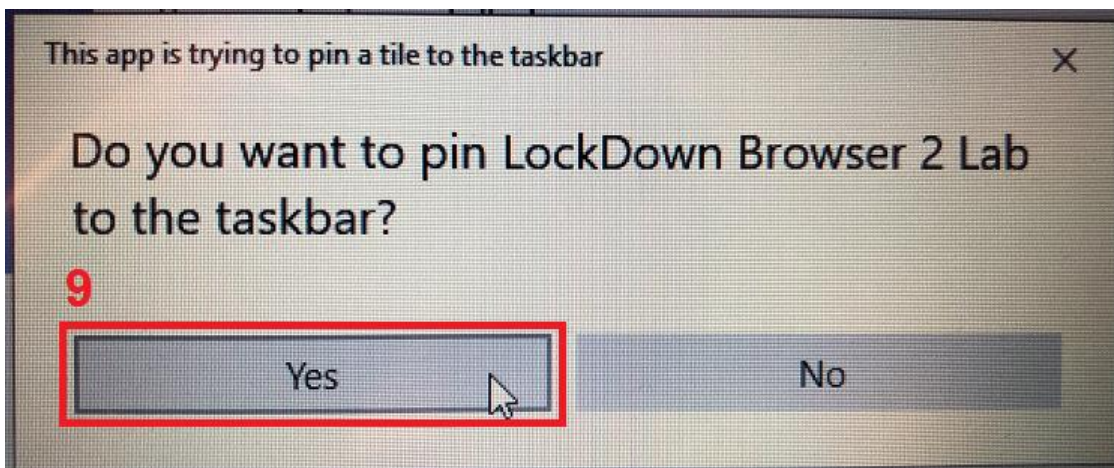 This app is trying to pin a tile to the taskbar
Do you want to pin LockDown Browser 2 Lab
to the taskbar?
9
Yes
No